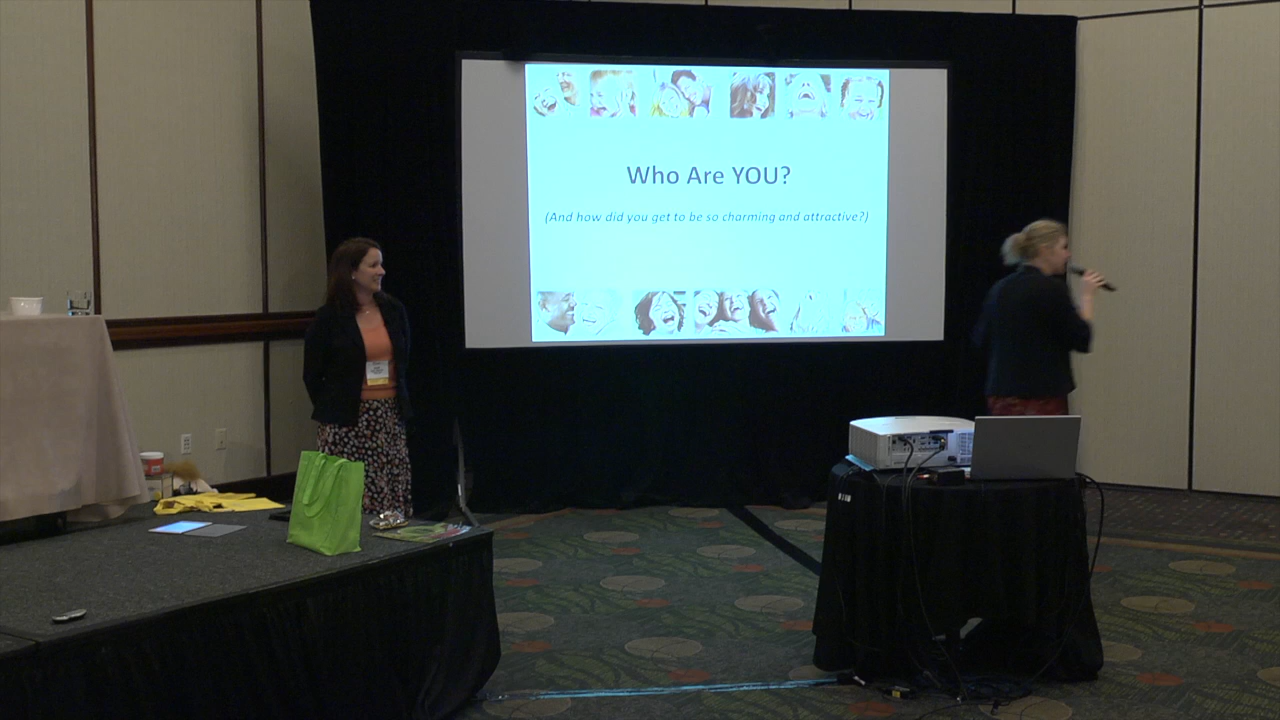 Who Are YOU?
(And how did you get to be so charming and attractive?)